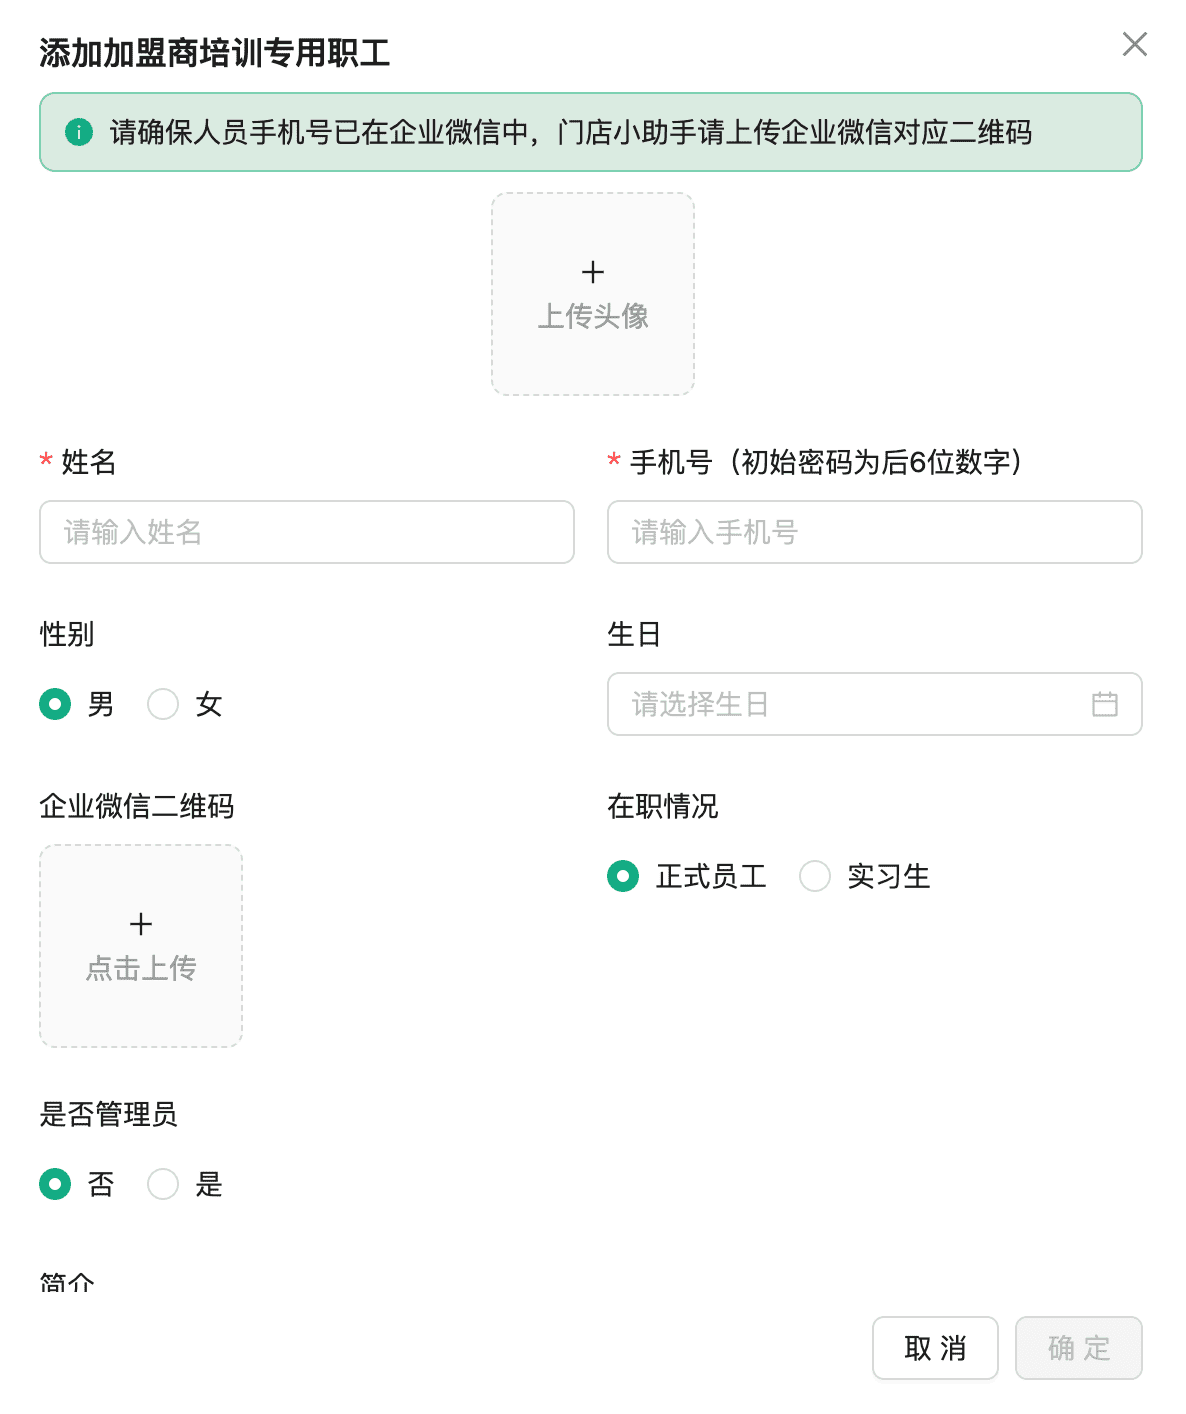 添加加盟商培训专用职工
请确保人员手机号已在企业微信中，门店小助手请上传企业微信对应二维码
上传头像
* 姓名
* 手机号（初始密码为后6位数字）
请输入姓名
请输入手机号
性别
生日
男 女
请选择生日
企业微信二维码
在职情况
正式员工 实习生
点击上传
是否管理员
否 是
简介
取 消 确 定